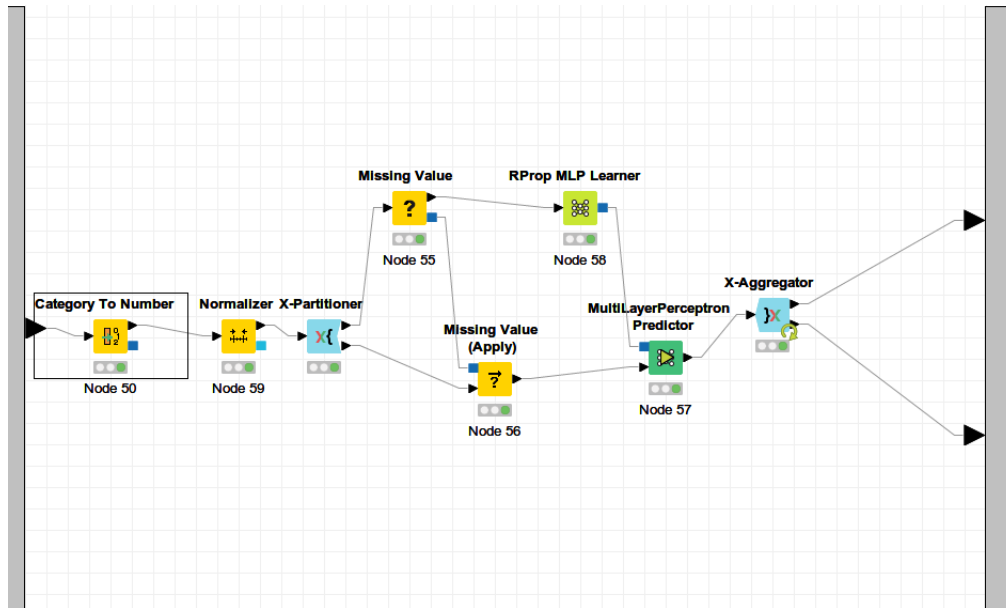 Missing Value
RProp MLP Learner
?
Node 55
Node 58
X-Aggregator
Category To Number
Normalizer
X-Partitioner
MultiLayerPerceptron
Predictor
Missing Value
(Apply)
X{
}X
?
Node 50
Node 59
Node 57
Node 56